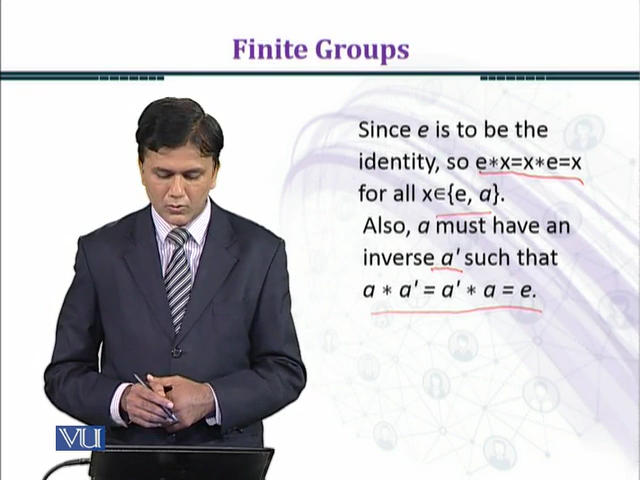 Finite Groups
Since e is to be the
identity, so e∗x=x∗e=x
for all x∈{e, a}.
Also, a must have an
inverse a' such that
a ∗ a' = a' ∗ a = e.
VU